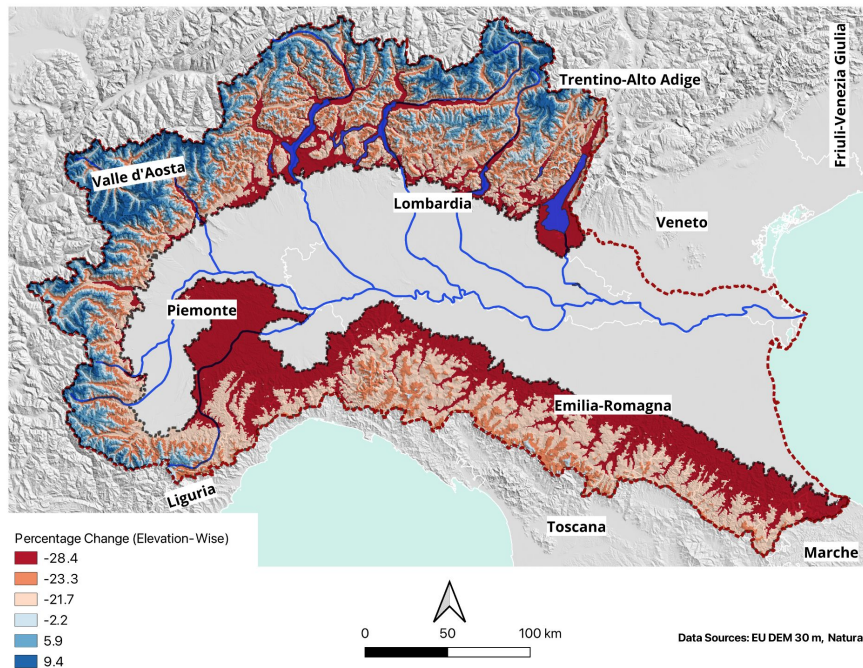 Friuli-Venezia Giulia
Trentino-Alto Adige
Valle d'Aosta
Lombardia
Veneto
Piemonte
Emilia-Romagna
Liguria
Toscana
Marche
Percentage Change (Elevation-Wise)
-28.4
-23.3
-21.7
-2.2
5.9
9.4
0 50 100 km
Data Sources: EU DEM 30 m, Natura